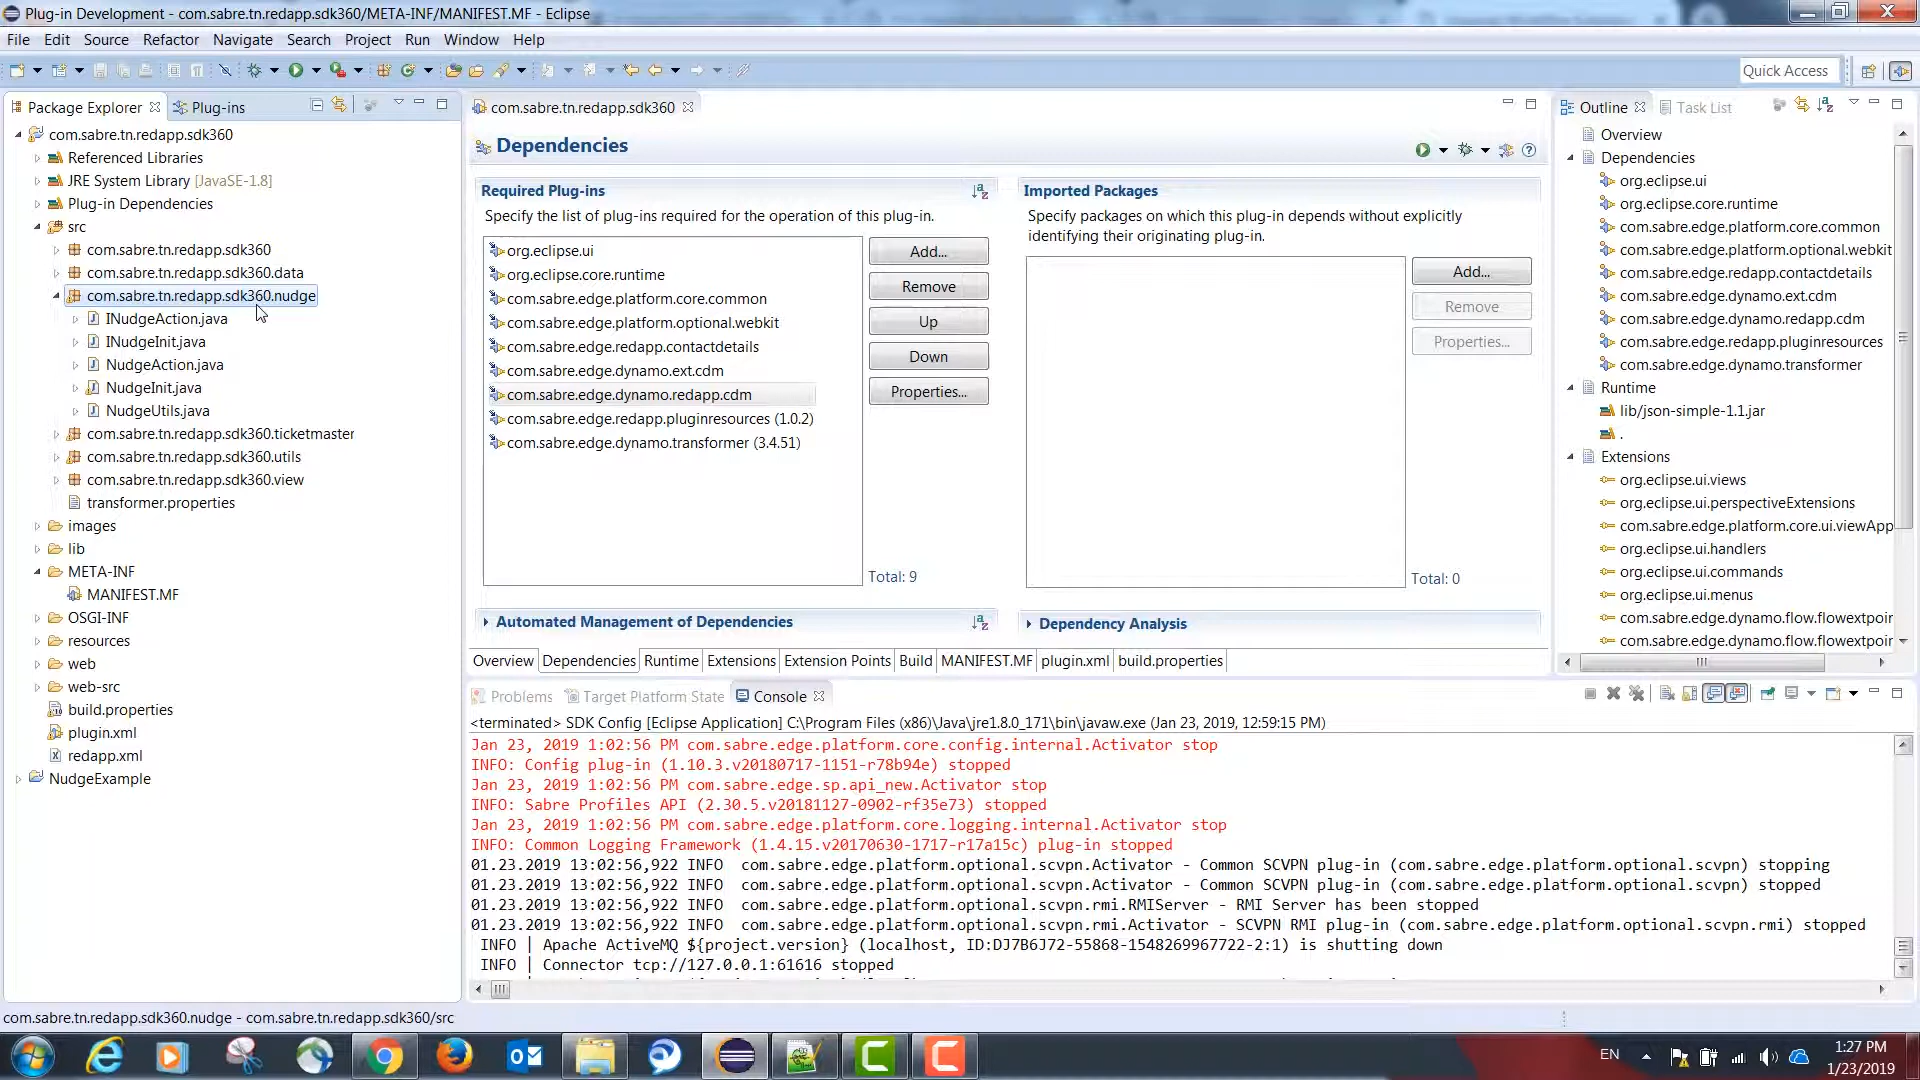 Plug-in Development - com.sabre.tn.redapp.sdk360/META-INF/MANIFEST.MF - Eclipse
File Edit Source Refactor Navigate Search Project Run Window Help
Quick Access
Package Explorer Plug-ins
com.sabre.tn.redapp.sdk360
Referenced Libraries
JRE System Library [JavaSE-1.8]
Plug-in Dependencies
src
com.sabre.tn.redapp.sdk360
com.sabre.tn.redapp.sdk360.data
com.sabre.tn.redapp.sdk360.nudge
INudgeAction.java
INudgeInit.java
NudgeAction.java
NudgeInit.java
NudgeUtils.java
com.sabre.tn.redapp.sdk360.ticketmaster
com.sabre.tn.redapp.sdk360.utils
com.sabre.tn.redapp.sdk360.view
transformer.properties
images
lib
META-INF
MANIFEST.MF
OSGI-INF
resources
web
web-src
build.properties
plugin.xml
redapp.xml
NudgeExample
com.sabre.tn.redapp.sdk360
Dependencies
Required Plug-ins
Specify the list of plug-ins required for the operation of this plug-in.
org.eclipse.ui
org.eclipse.core.runtime
com.sabre.edge.platform.core.common
com.sabre.edge.platform.optional.webkit
com.sabre.edge.redapp.contactdetails
com.sabre.edge.dynamo.ext.cdm
com.sabre.edge.dynamo.redapp.cdm
com.sabre.edge.redapp.pluginresources (1.0.2)
com.sabre.edge.dynamo.transformer (3.4.51)
Add...
Remove
Up
Down
Properties...
Total: 9
Imported Packages
Specify packages on which this plug-in depends without explicitly
identifying their originating plug-in.
Add...
Remove
Properties...
Total: 0
Automated Management of Dependencies
Dependency Analysis
Overview Dependencies Runtime Extensions Extension Points Build MANIFEST.MF plugin.xml build.properties
Outline Task List
Overview
Dependencies
org.eclipse.ui
org.eclipse.core.runtime
com.sabre.edge.platform.core.common
com.sabre.edge.platform.optional.webkit
com.sabre.edge.redapp.contactdetails
com.sabre.edge.dynamo.ext.cdm
com.sabre.edge.dynamo.redapp.cdm
com.sabre.edge.redapp.pluginresources
com.sabre.edge.dynamo.transformer
Runtime
lib/json-simple-1.1.jar
.
Extensions
org.eclipse.ui.views
org.eclipse.ui.perspectiveExtensions
com.sabre.edge.platform.core.ui.viewApp
org.eclipse.ui.handlers
org.eclipse.ui.commands
org.eclipse.ui.menus
com.sabre.edge.dynamo.flow.flowextpoir
com.sabre.edge.dynamo.flow.flowextpoir
Problems Target Platform State Console
<terminated> SDK Config [Eclipse Application] C:\Program Files (x86)\Java\jre1.8.0_171\bin\javaw.exe (Jan 23, 2019, 12:59:15 PM)
Jan 23, 2019 1:02:56 PM com.sabre.edge.platform.core.config.internal.Activator stop
INFO: Config plug-in (1.10.3.v20180717-1151-r78b94e) stopped
Jan 23, 2019 1:02:56 PM com.sabre.edge.sp.api_new.Activator stop
INFO: Sabre Profiles API (2.30.5.v20181127-0902-rf35e73) stopped
Jan 23, 2019 1:02:56 PM com.sabre.edge.platform.core.logging.internal.Activator stop
INFO: Common Logging Framework (1.4.15.v20170630-1717-r17a15c) plug-in stopped
01.23.2019 13:02:56,922 INFO com.sabre.edge.platform.optional.scvpn.Activator - Common SCVPN plug-in (com.sabre.edge.platform.optional.scvpn) stopping
01.23.2019 13:02:56,922 INFO com.sabre.edge.platform.optional.scvpn.Activator - Common SCVPN plug-in (com.sabre.edge.platform.optional.scvpn) stopped
01.23.2019 13:02:56,922 INFO com.sabre.edge.platform.optional.scvpn.rmi.RMIServer - RMI Server has been stopped
01.23.2019 13:02:56,922 INFO com.sabre.edge.platform.optional.scvpn.rmi.Activator - SCVPN RMI plug-in (com.sabre.edge.platform.optional.scvpn.rmi) stopped
INFO | Apache ActiveMQ ${project.version} (localhost, ID:DJ7B6J72-55868-1548269967722-2:1) is shutting down
INFO | Connector tcp://127.0.0.1:61616 stopped
com.sabre.tn.redapp.sdk360.nudge - com.sabre.tn.redapp.sdk360/src
EN
1:27 PM
1/23/2019